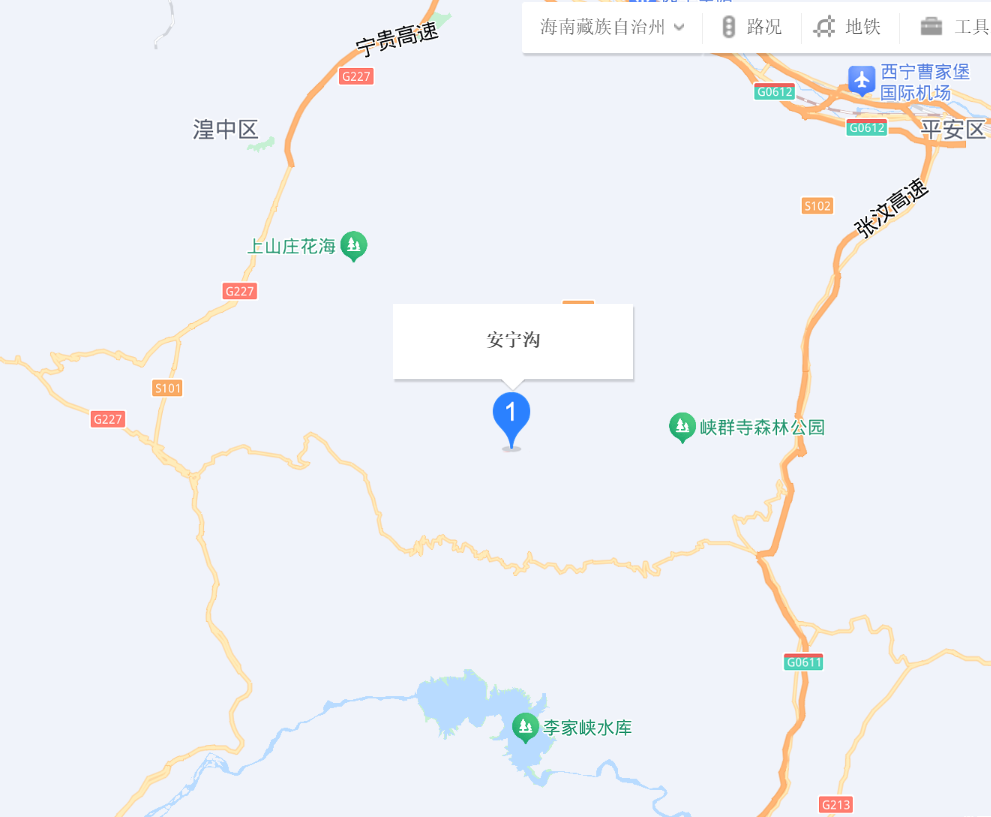 海南藏族自治州
路况
地铁
工具
宁贵高速
G227
西宁曹家堡
国际机场
G0612
G0612
湟中区
平安区
S102
张汶高速
上山庄花海
G227
安宁沟
S101
G227
峡群寺森林公园
G0611
李家峡水库
G213
1